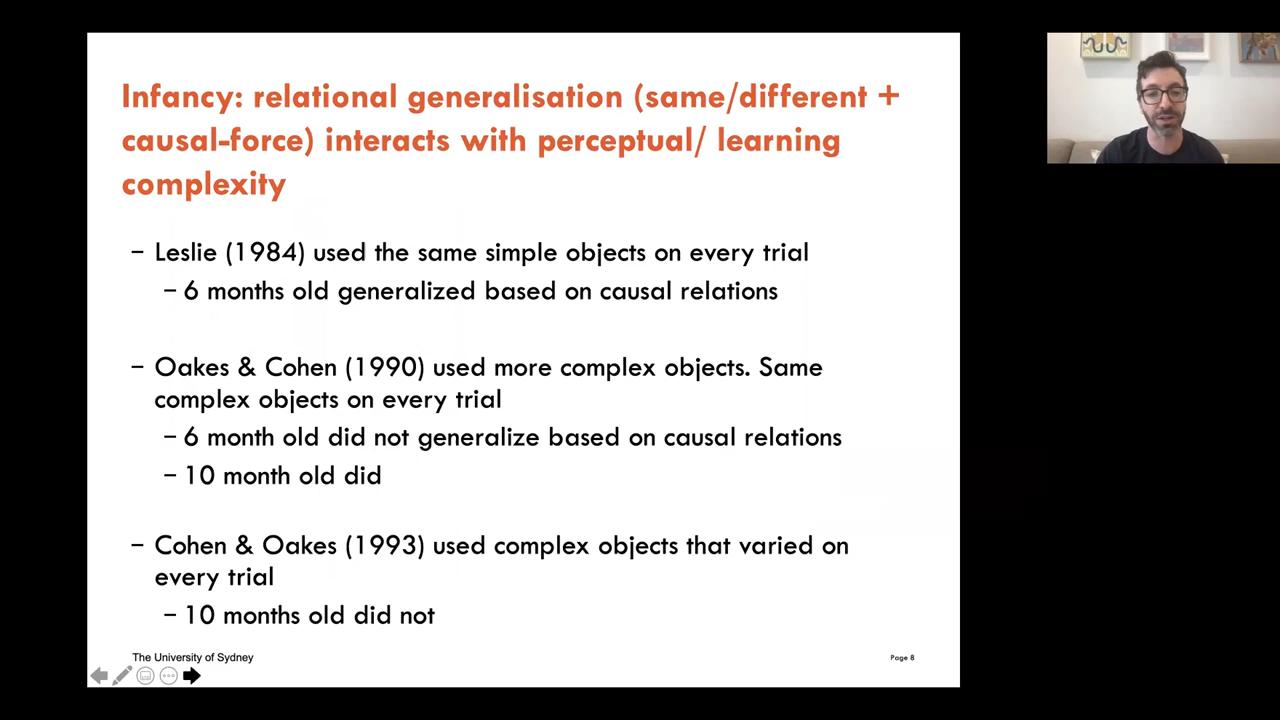 Infancy: relational generalisation (same/different +
causal-force) interacts with perceptual/ learning
complexity
– Leslie (1984) used the same simple objects on every trial
– 6 months old generalized based on causal relations
– Oakes & Cohen (1990) used more complex objects. Same
complex objects on every trial
– 6 month old did not generalize based on causal relations
– 10 month old did
– Cohen & Oakes (1993) used complex objects that varied on
every trial
– 10 months old did not
The University of Sydney
Page 8